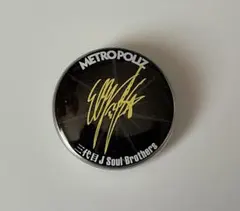 METROPOLIZ
三代目 J Soul Brothers